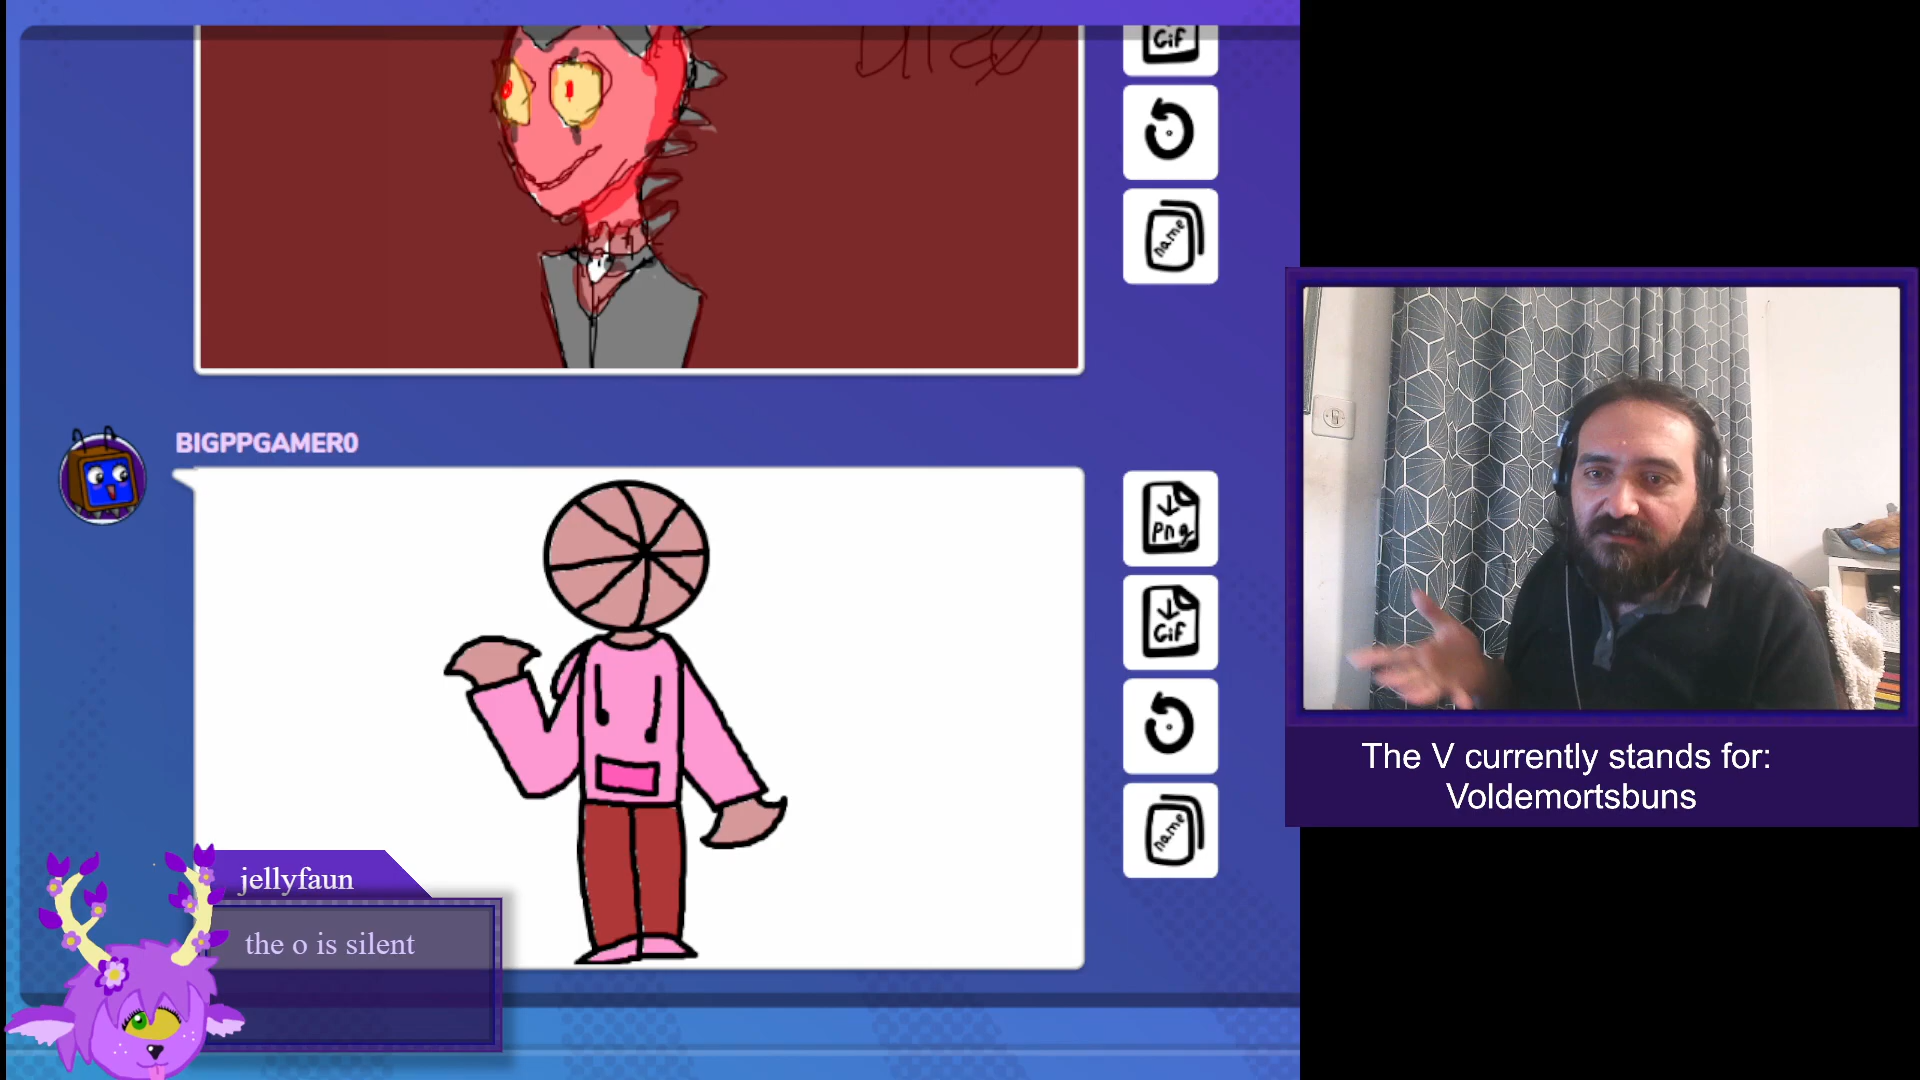 GiF
name
BIGPPGAMER0
PNg
GiF
name
jellyfaun
the o is silent
The V currently stands for:
Voldemortsbuns